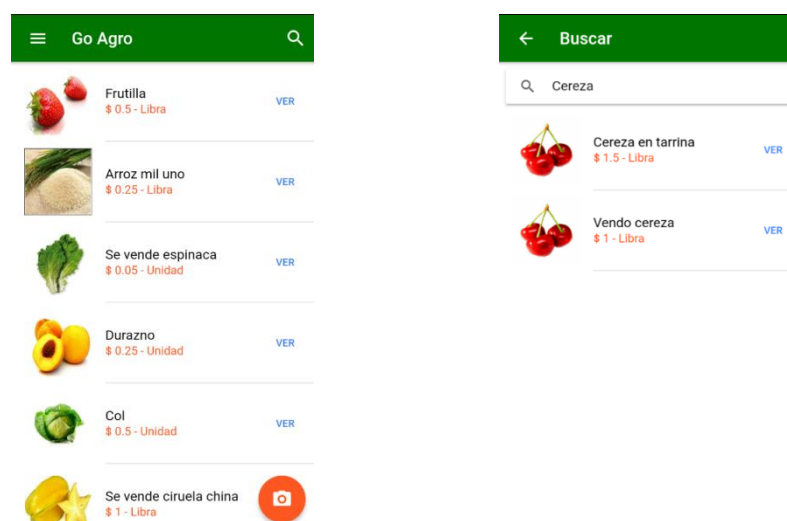 Go Agro
Frutilla
$ 0.5 - Libra
VER
Arroz mil uno
$ 0.25 - Libra
VER
Se vende espinaca
$ 0.05 - Unidad
VER
Durazno
$ 0.25 - Unidad
VER
Col
$ 0.5 - Unidad
VER
Se vende ciruela china
$ 1 - Libra
Buscar
Cereza
Cereza en tarrina
$ 1.5 - Libra
VER
Vendo cereza
$ 1 - Libra
VER